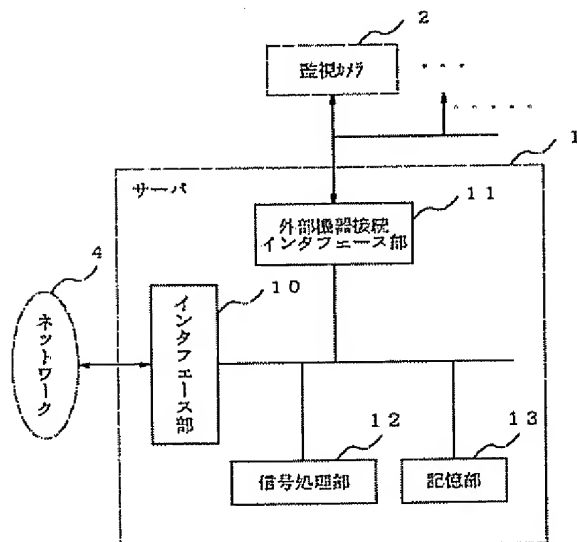 2
監視カメラ
・・・
・・・・・
1
サーバ
11
外部機器接続
インタフェース部
4
10
ネットワーク
インタフェース部
12
13
信号処理部
記憶部